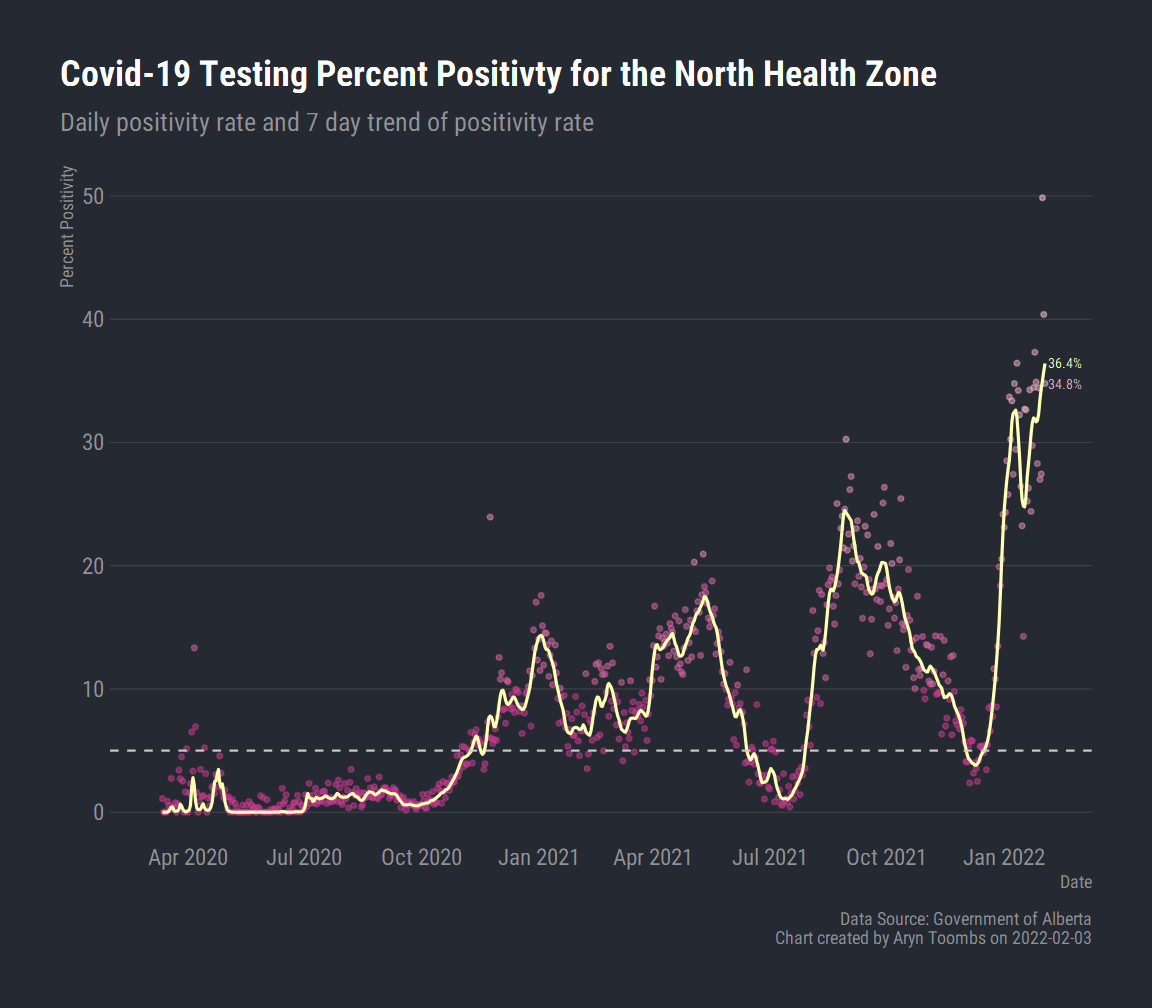 Covid-19 Testing Percent Positivty for the North Health Zone
Daily positivity rate and 7 day trend of positivity rate
Percent Positivity
50
40
36.4%
34.8%
30
20
10
0
Apr 2020 Jul 2020 Oct 2020 Jan 2021 Apr 2021 Jul 2021 Oct 2021 Jan 2022
Date
Data Source: Government of Alberta
Chart created by Aryn Toombs on 2022-02-03